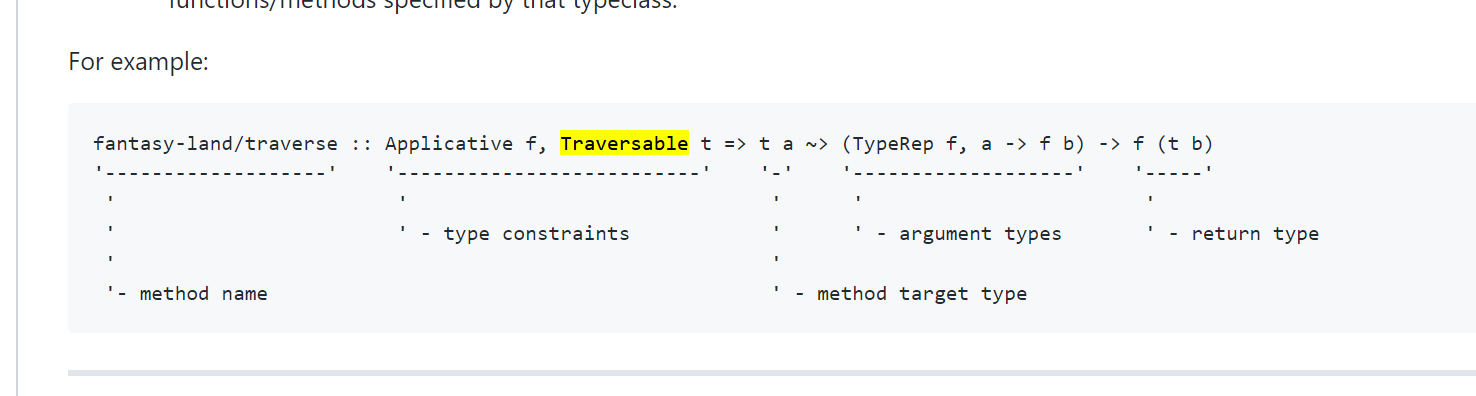 functions/methods specified by that typeclass.
For example:
fantasy-land/traverse :: Applicative f, Traversable t => t a ~> (TypeRep f, a -> f b) -> f (t b)
'-------------------'    '--------------------------'    '-'    '-------------------'    '-----'
 '                        '                               '      '                        '
 '                        ' - type constraints            '      ' - argument types       ' - return type
 '                                                        '
 '- method name                                           ' - method target type